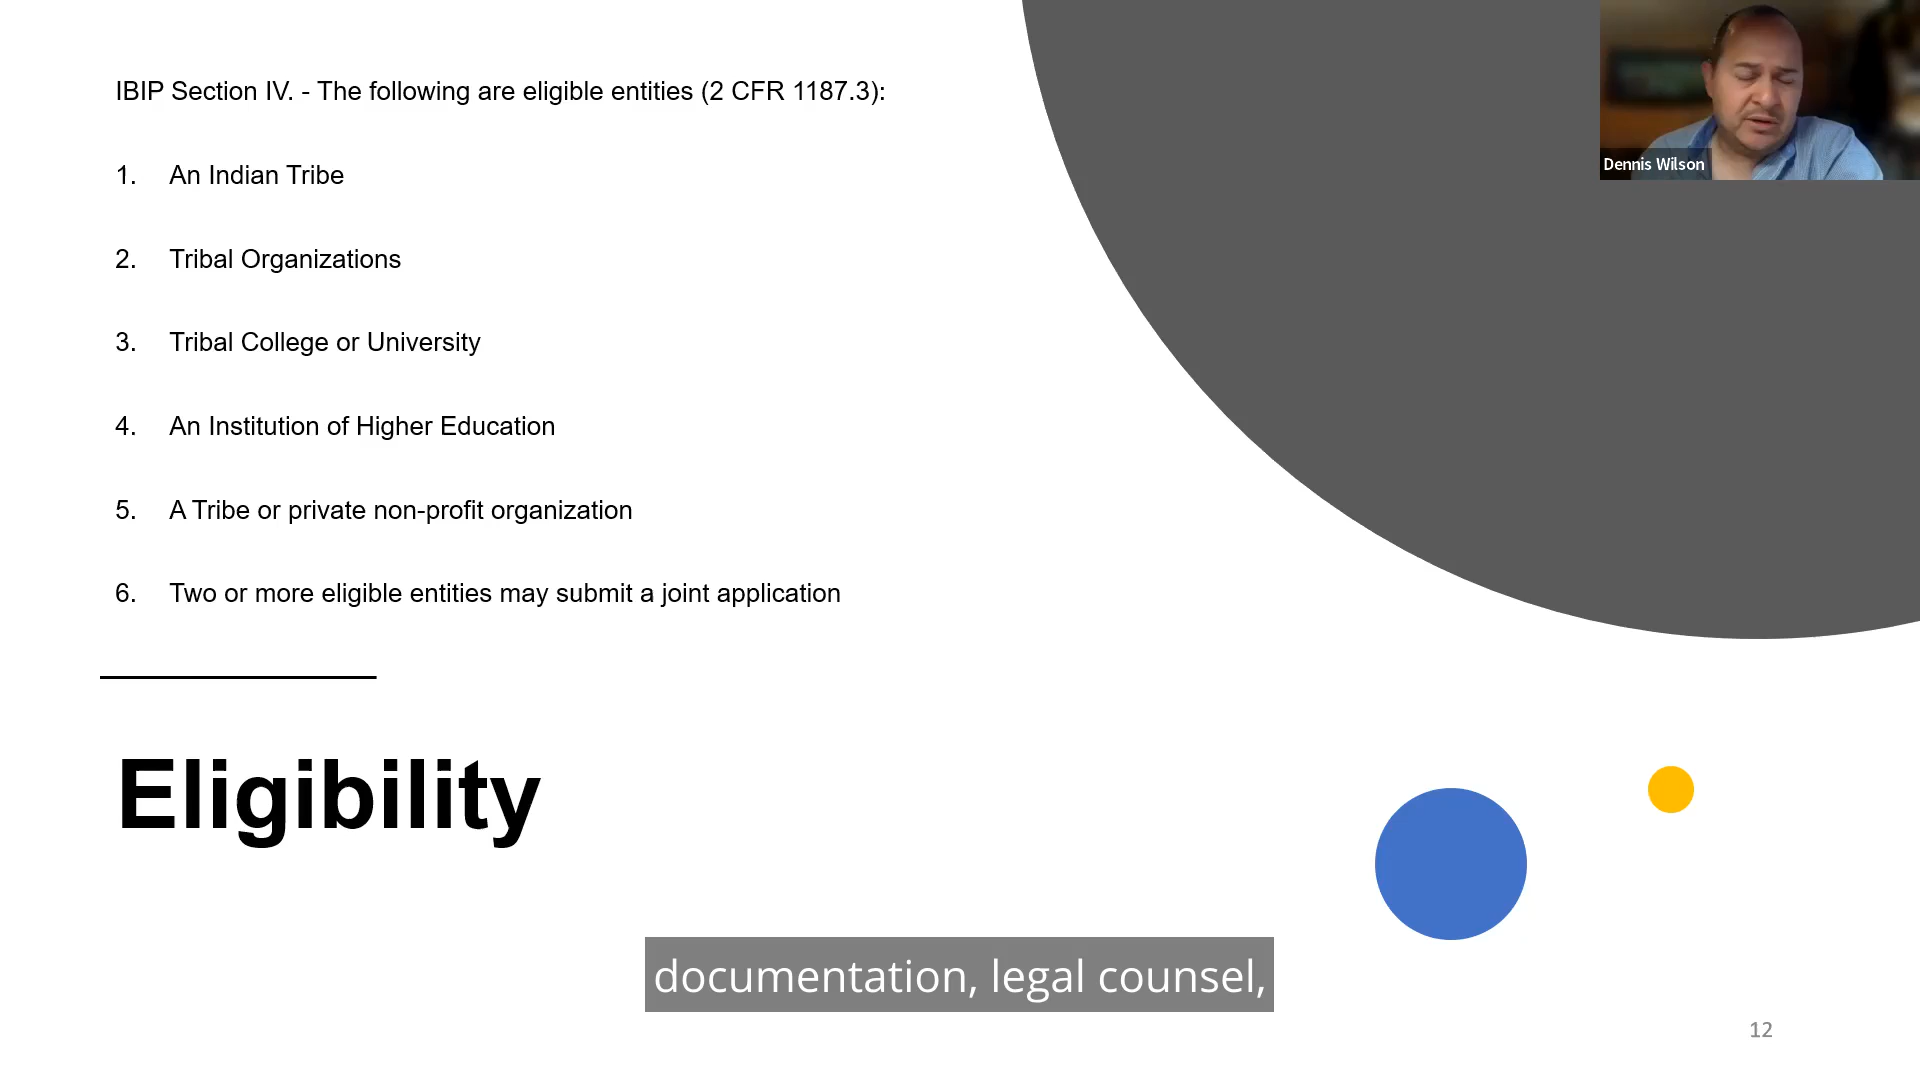 IBIP Section IV. - The following are eligible entities (2 CFR 1187.3):
1. An Indian Tribe
2. Tribal Organizations
3. Tribal College or University
4. An Institution of Higher Education
5. A Tribe or private non-profit organization
6. Two or more eligible entities may submit a joint application
Eligibility
Dennis Wilson
documentation, legal counsel,
12